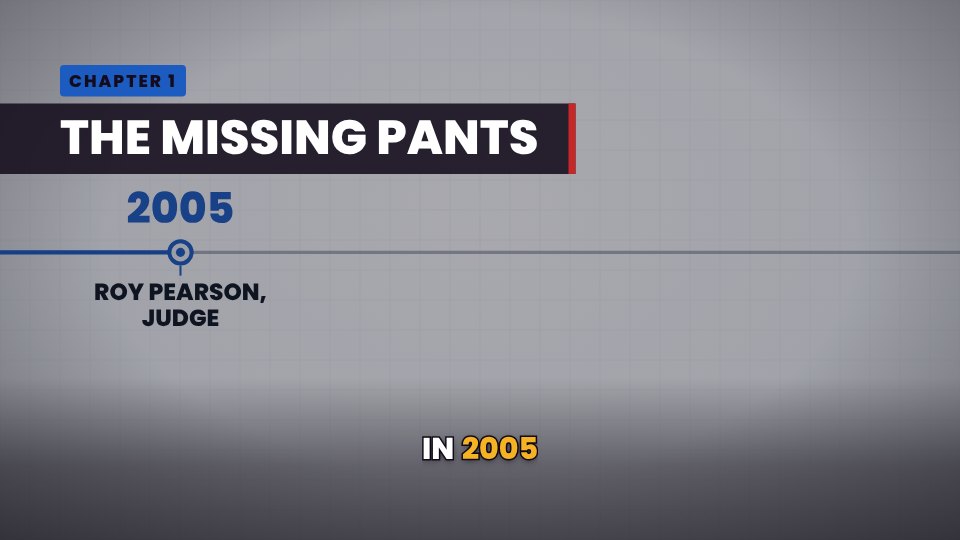 CHAPTER 1
THE MISSING PANTS
2005
ROY PEARSON,
JUDGE
IN 2005